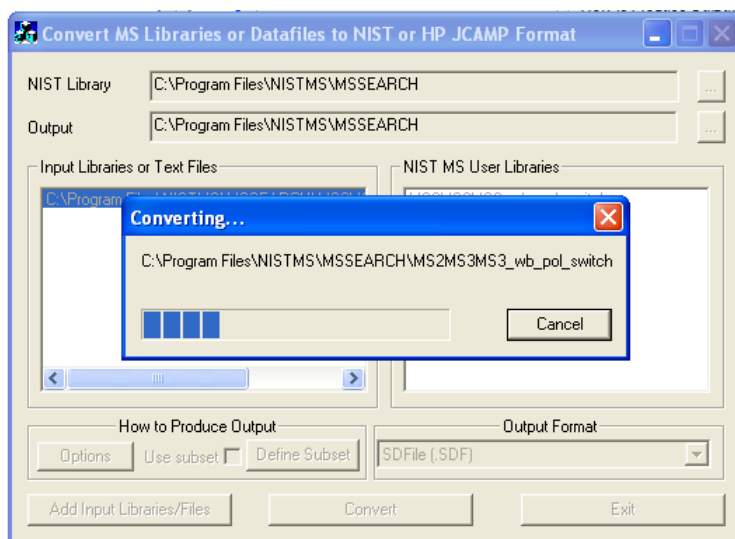 Convert MS Libraries or Datafiles to NIST or HP JCAMP Format
NIST Library
C:\Program Files\NISTMS\MSSEARCH
...
Output
C:\Program Files\NISTMS\MSSEARCH
...
Input Libraries or Text Files
NIST MS User Libraries
C:\Program
Converting...
C:\Program Files\NISTMS\MSSEARCH\MS2MS3MS3_wb_pol_switch
Cancel
How to Produce Output
Output Format
Options
Use subset
Define Subset
SDFile (.SDF)
Add Input Libraries/Files
Convert
Exit